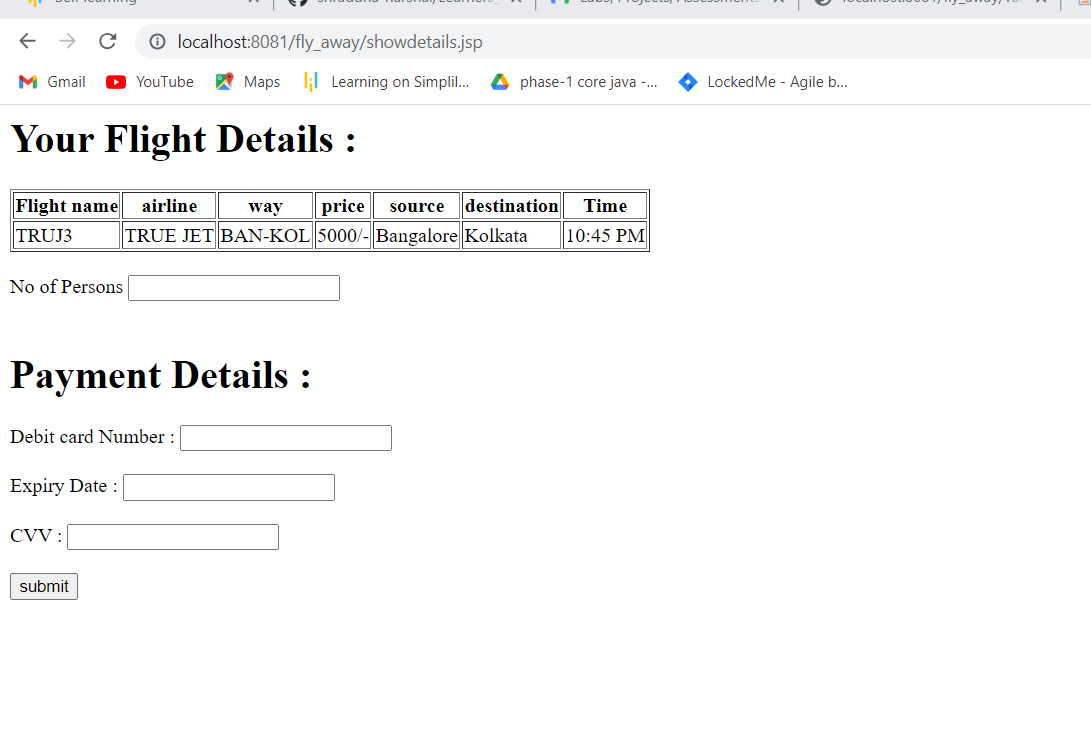 Self learning
localhost:8081/fly_away/showdetails.jsp
Gmail YouTube Maps Learning on Simplil... phase-1 core java -... LockedMe - Agile b...
Your Flight Details :
Flight name airline way price source destination Time
TRUJ3 TRUE JET BAN-KOL 5000/- Bangalore Kolkata 10:45 PM
No of Persons
Payment Details :
Debit card Number :
Expiry Date :
CVV :
submit